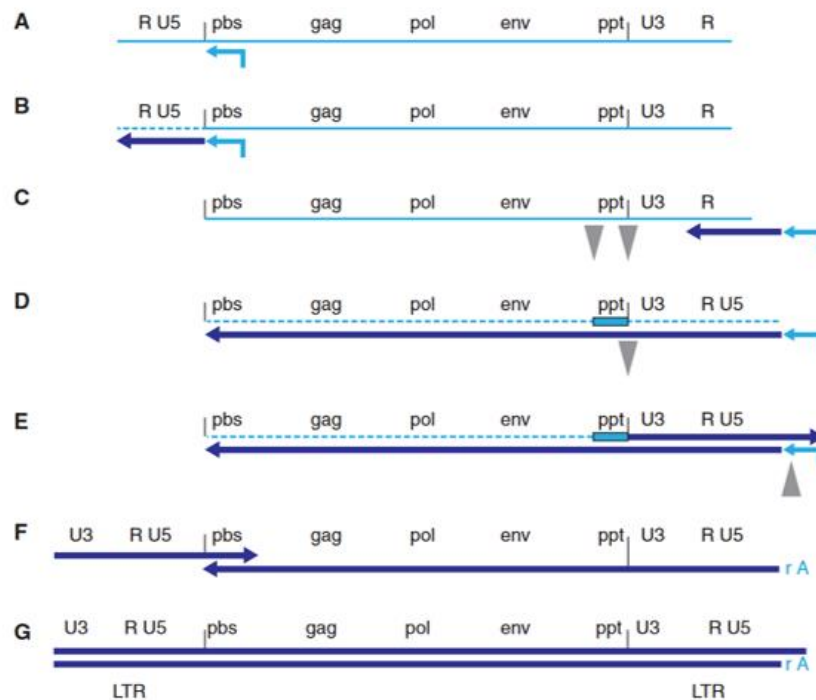 A R U5 pbs gag pol env ppt U3 R
B R U5 pbs gag pol env ppt U3 R
C pbs gag pol env ppt U3 R
D pbs gag pol env ppt U3 R U5
E pbs gag pol env ppt U3 R U5
F U3 R U5 pbs gag pol env ppt U3 R U5
r A
G U3 R U5 pbs gag pol env ppt U3 R U5
r A
LTR LTR